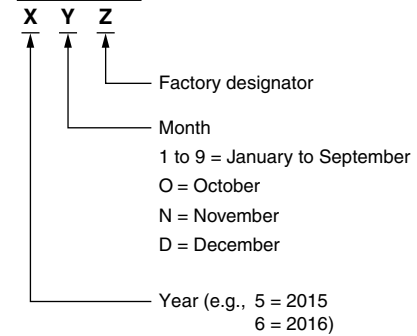 X Y Z
Factory designator
Month
1 to 9 = January to September
O = October
N = November
D = December
Year (e.g., 5 = 2015
6 = 2016)